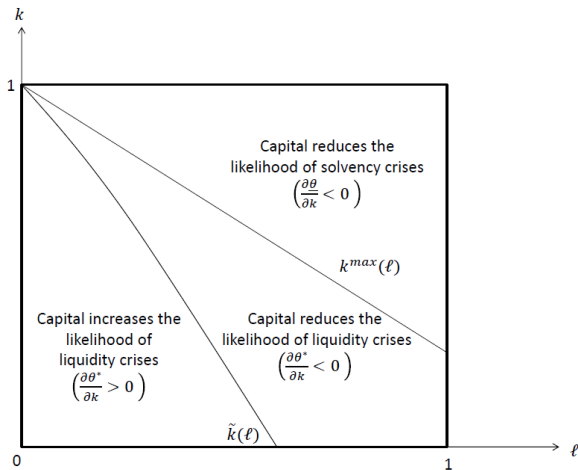 k
1
Capital reduces the
likelihood of solvency crises
(∂θ̲/∂k < 0)
k^{max}(ℓ)
Capital increases the
likelihood of
liquidity crises
(∂θ*/∂k > 0)
Capital reduces the
likelihood of liquidity crises
(∂θ*/∂k < 0)
k̃(ℓ)
0
1
ℓ